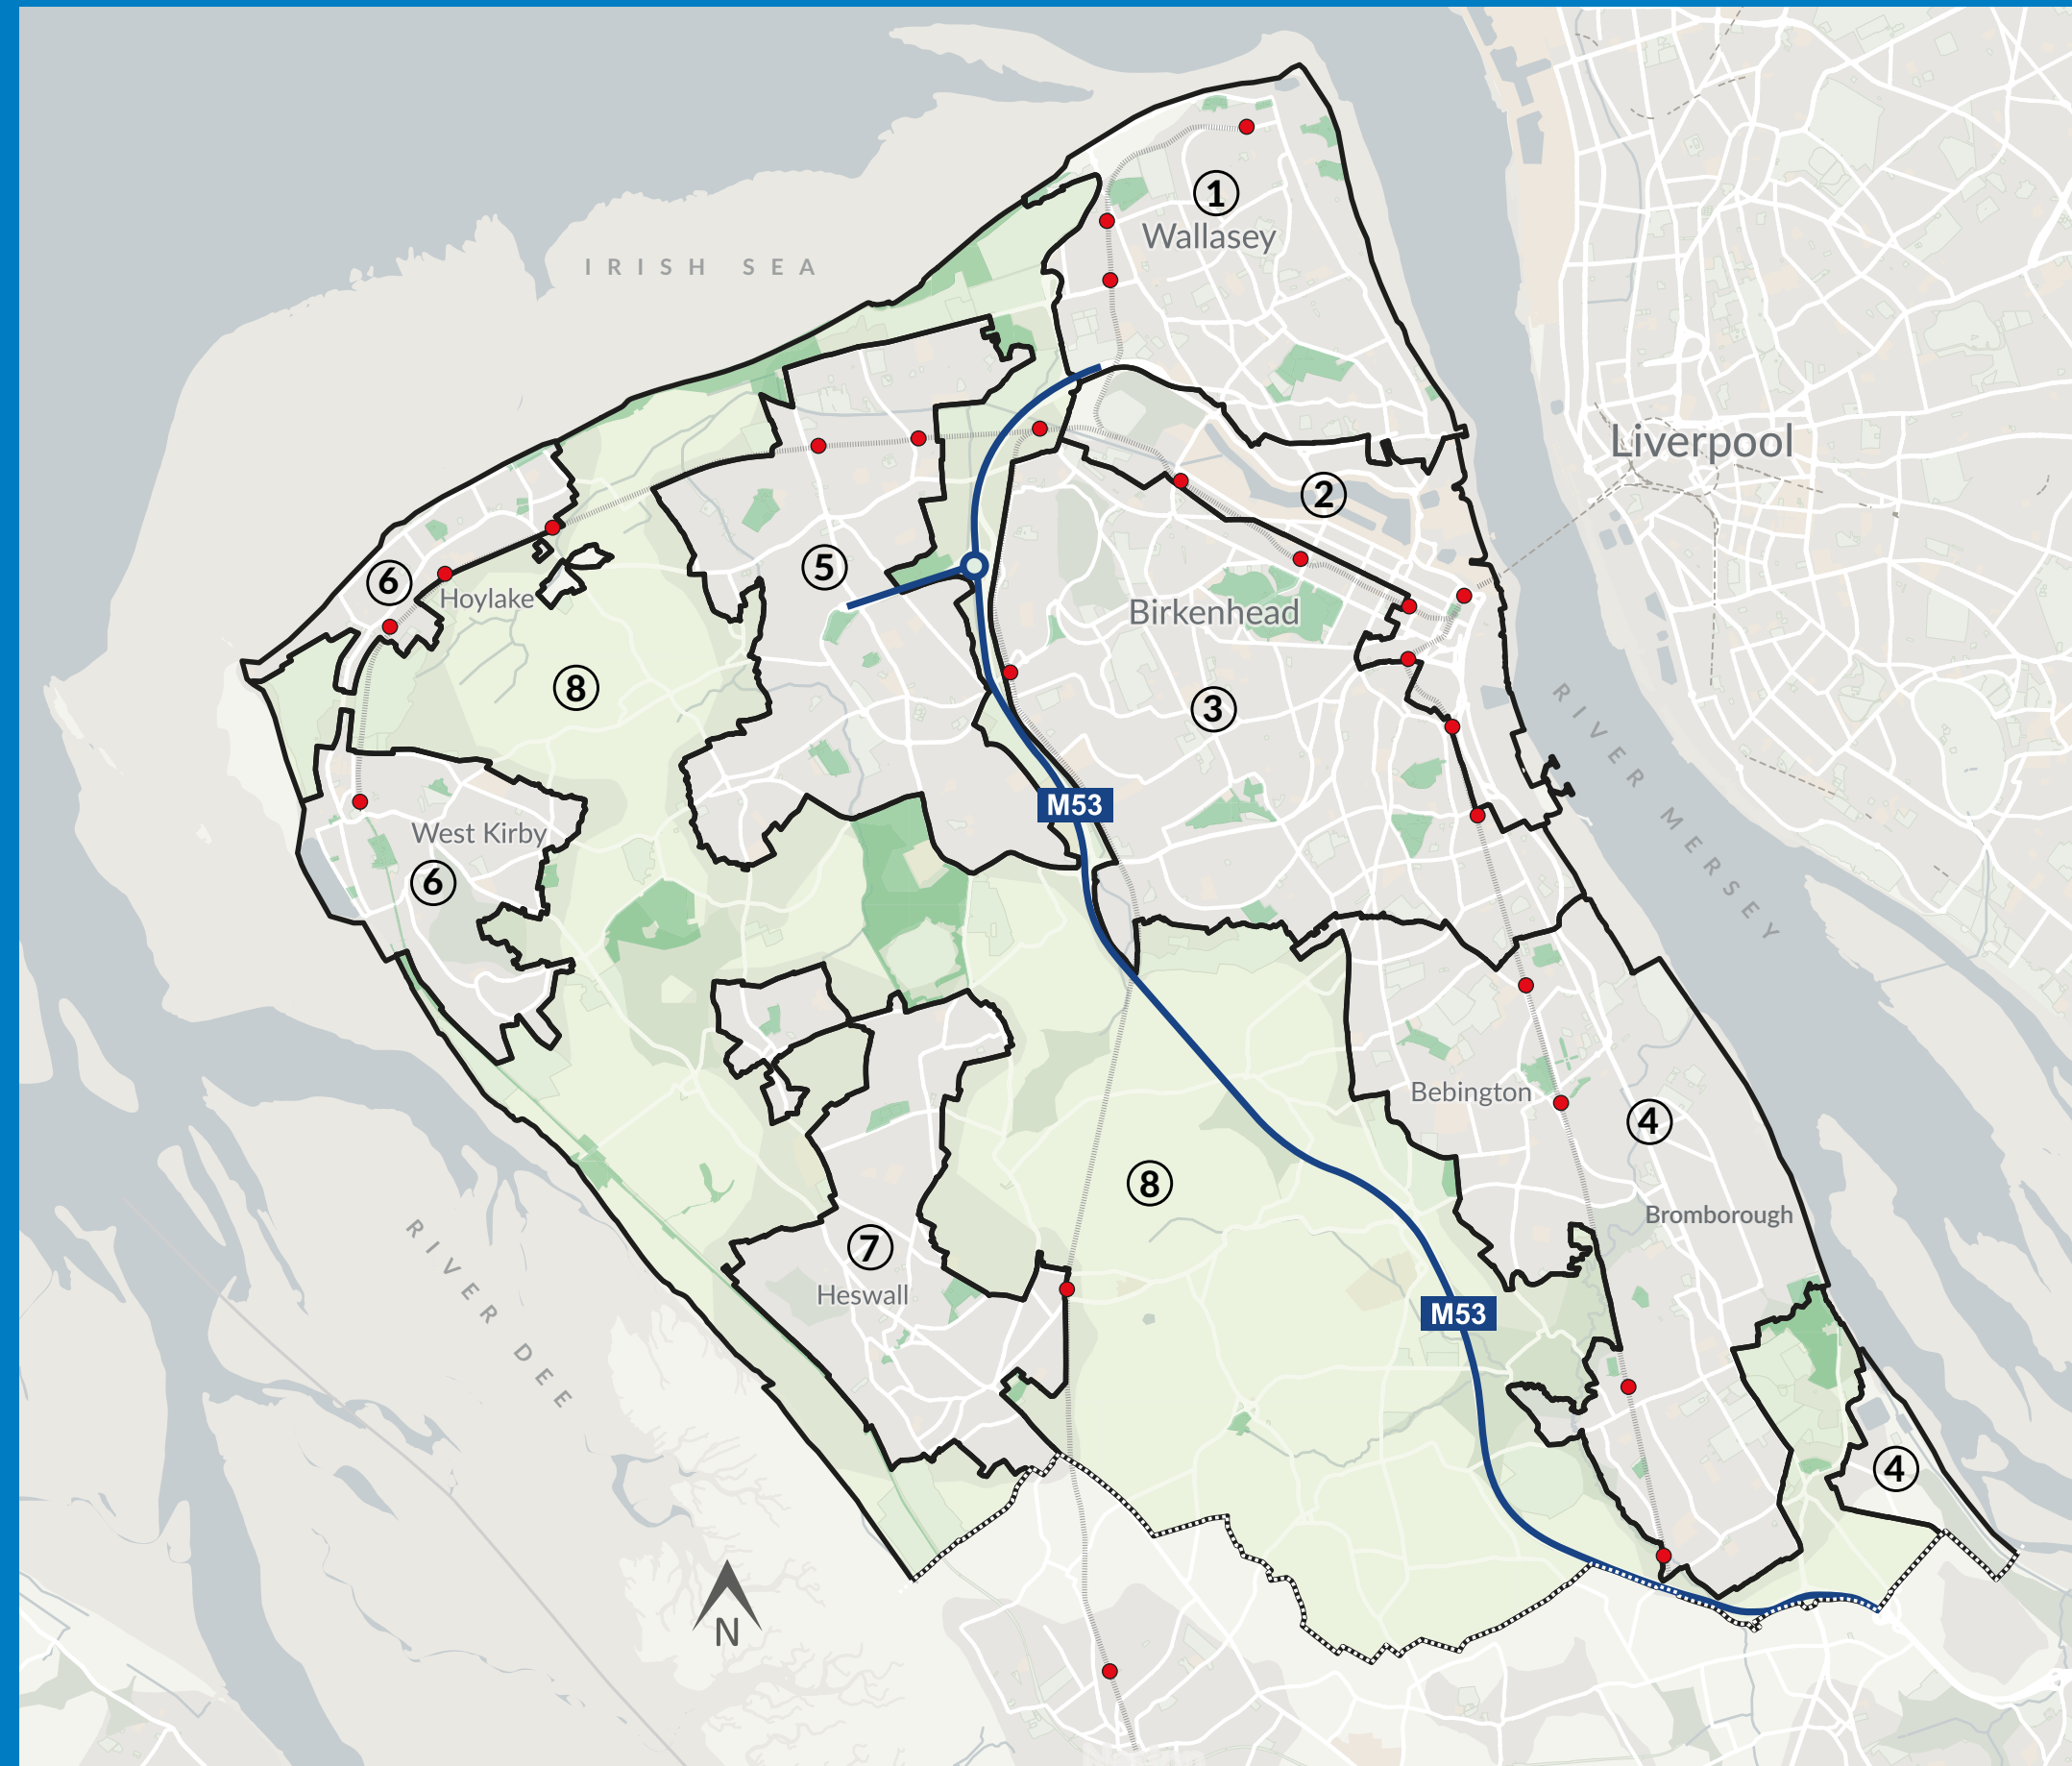 1
Wallasey
IRISH SEA
Liverpool
2
5
6
Hoylake
Birkenhead
8
3
RIVER MERSEY
M53
West Kirby
6
Bebington
4
8
Bromborough
7
Heswall
RIVER DEE
M53
4
N